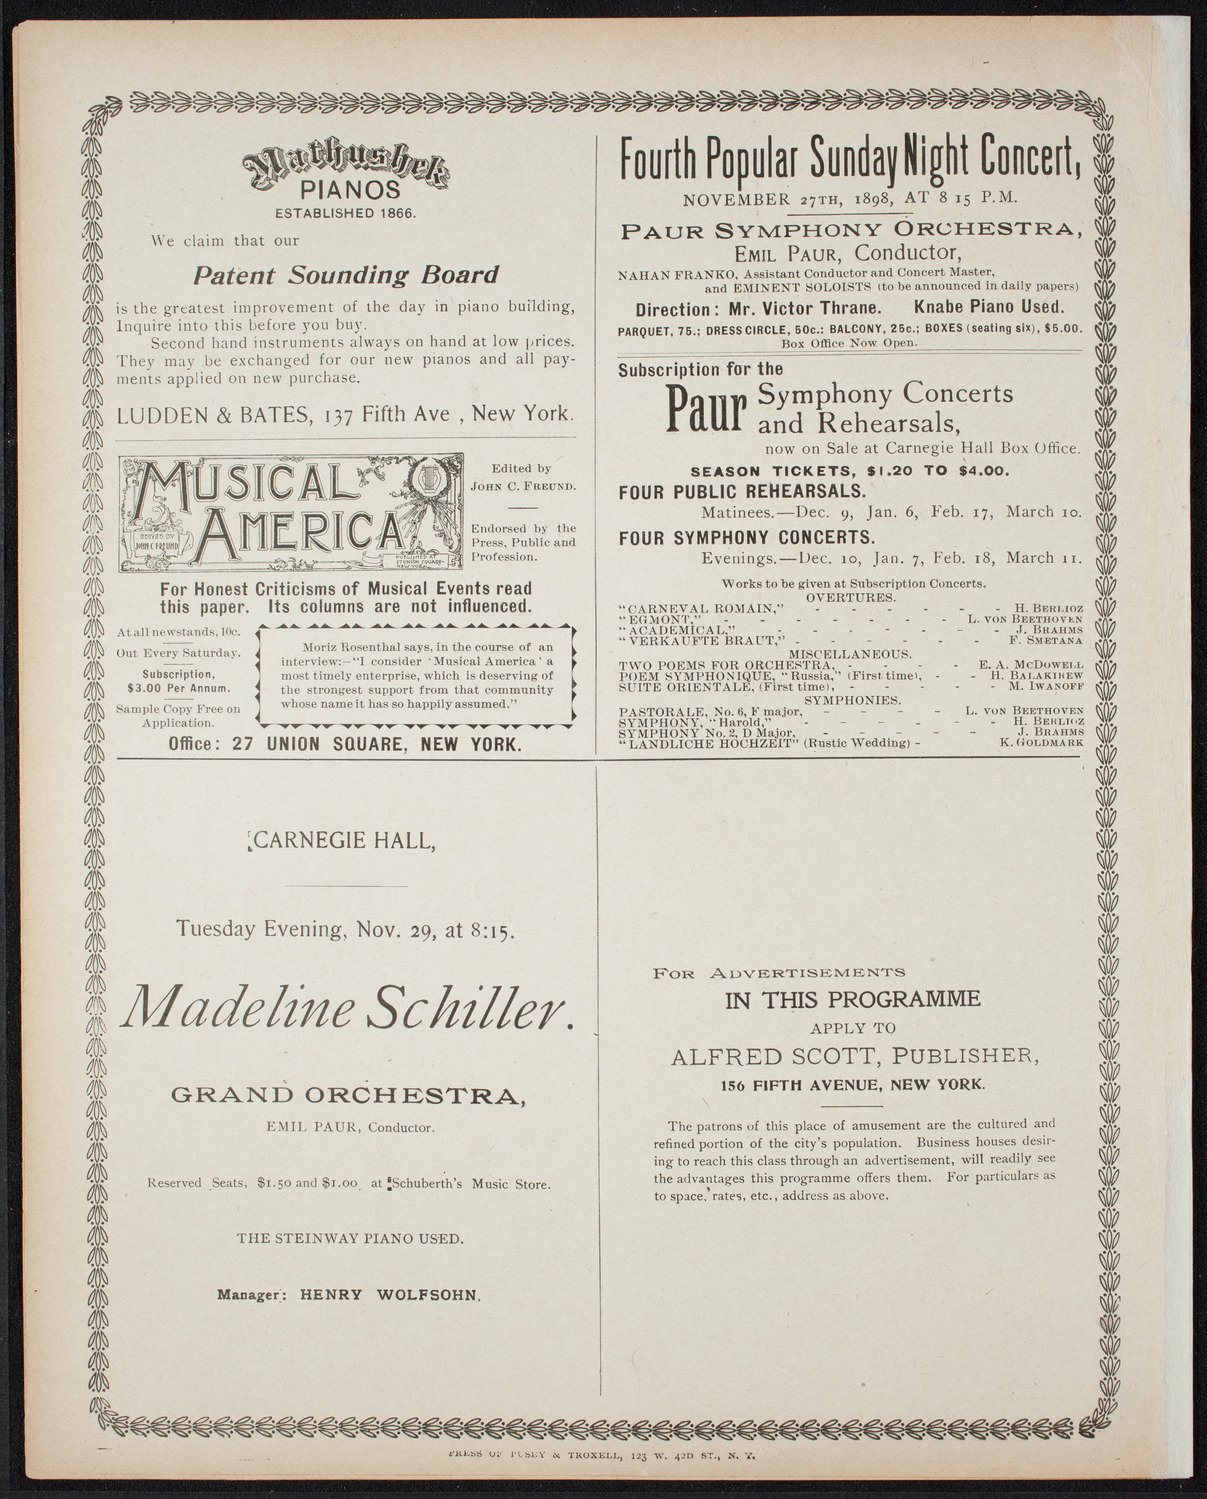 Mathushek
PIANOS
ESTABLISHED 1866.
We claim that our
Patent Sounding Board
is the greatest improvement of the day in piano building,
Inquire into this before you buy.
Second hand instruments always on hand at low prices.
They may be exchanged for our new pianos and all pay-
ments applied on new purchase.
LUDDEN & BATES, 137 Fifth Ave , New York.
MUSICAL
AMERICA
EDITED BY
JOHN C FREUND
PUBLISHED AT
27 UNION SQUARE
NEW YORK
Edited by
JOHN C. FREUND.
Endorsed by the
Press, Public and
Profession.
For Honest Criticisms of Musical Events read
this paper. Its columns are not influenced.
At all newstands, 10c.
Out Every Saturday.
Subscription,
$3.00 Per Annum.
Sample Copy Free on
Application.
Moriz Rosenthal says, in the course of an
interview:—"I consider 'Musical America' a
most timely enterprise, which is deserving of
the strongest support from that community
whose name it has so happily assumed."
Office: 27 UNION SQUARE, NEW YORK.
Fourth Popular Sunday Night Concert,
NOVEMBER 27TH, 1898, AT 8 15 P.M.
PAUR SYMPHONY ORCHESTRA,
EMIL PAUR, Conductor,
NAHAN FRANKO, Assistant Conductor and Concert Master,
and EMINENT SOLOISTS (to be announced in daily papers)
Direction: Mr. Victor Thrane. Knabe Piano Used.
PARQUET, 75.; DRESS CIRCLE, 50c.; BALCONY, 25c.; BOXES (seating six), $5.00.
Box Office Now Open.
Subscription for the
Paur Symphony Concerts
and Rehearsals,
now on Sale at Carnegie Hall Box Office.
SEASON TICKETS, $1.20 TO $4.00.
FOUR PUBLIC REHEARSALS.
Matinees.—Dec. 9, Jan. 6, Feb. 17, March 10.
FOUR SYMPHONY CONCERTS.
Evenings.—Dec. 10, Jan. 7, Feb. 18, March 11.
Works to be given at Subscription Concerts.
OVERTURES.
"CARNEVAL ROMAIN," - - - - - - H. BERLIOZ
"EGMONT," - - - - - - - L. VON BEETHOVEN
"ACADEMICAL," - - - - - - - J. BRAHMS
"VERKAUFTE BRAUT," - - - - - - - F. SMETANA
MISCELLANEOUS.
TWO POEMS FOR ORCHESTRA, - - - - E. A. MCDOWELL
POEM SYMPHONIQUE, "Russia," (First time), - - H. BALAKIREW
SUITE ORIENTALE, (First time), - - - - - M. IWANOFF
SYMPHONIES.
PASTORALE, No. 6, F major, - - - - L. VON BEETHOVEN
SYMPHONY, "Harold," - - - - - - - H. BERLIOZ
SYMPHONY No. 2, D Major, - - - - - J. BRAHMS
"LANDLICHE HOCHZEIT" (Rustic Wedding) - K. GOLDMARK
CARNEGIE HALL,
Tuesday Evening, Nov. 29, at 8:15.
Madeline Schiller.
GRAND ORCHESTRA,
EMIL PAUR, Conductor.
Reserved Seats, $1.50 and $1.00 at Schuberth's Music Store.
THE STEINWAY PIANO USED.
Manager: HENRY WOLFSOHN.
FOR ADVERTISEMENTS
IN THIS PROGRAMME
APPLY TO
ALFRED SCOTT, PUBLISHER,
156 FIFTH AVENUE, NEW YORK.
The patrons of this place of amusement are the cultured and
refined portion of the city's population. Business houses desir-
ing to reach this class through an advertisement, will readily see
the advantages this programme offers them. For particulars as
to space, rates, etc., address as above.
PRESS OF PUSEY & TROXELL, 123 W. 42D ST., N. Y.